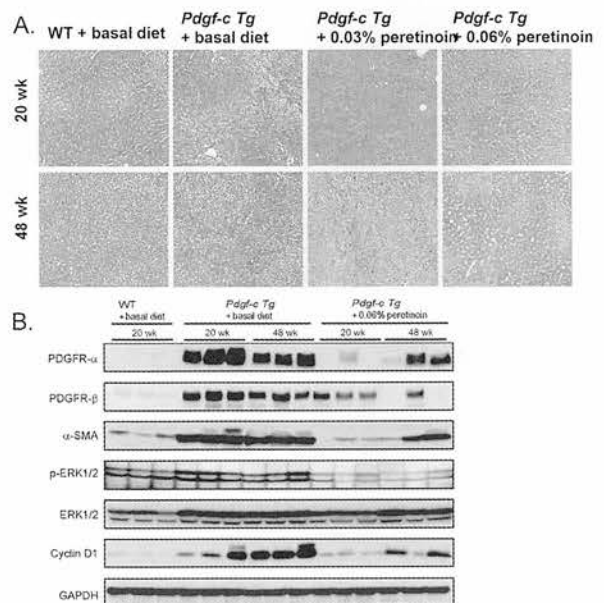 A.
WT + basal diet
Pdgf-c Tg
+ basal diet
Pdgf-c Tg
+ 0.03% peretinoin
Pdgf-c Tg
+ 0.06% peretinoin
20 wk
48 wk
B.
WT
+ basal diet
Pdgf-c Tg
+ basal diet
Pdgf-c Tg
+ 0.06% peretinoin
20 wk
20 wk
48 wk
20 wk
48 wk
PDGFR-α
PDGFR-β
α-SMA
p-ERK1/2
ERK1/2
Cyclin D1
GAPDH